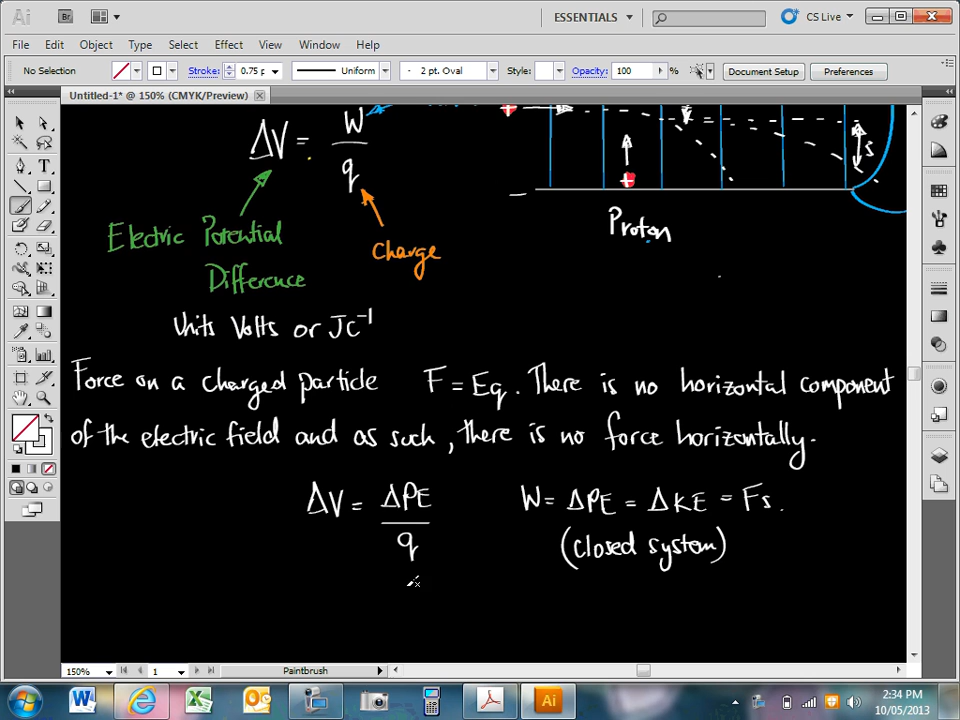 Ai Br ESSENTIALS CS Live
File Edit Object Type Select Effect View Window Help
No Selection Stroke: 0.75 p Uniform 2 pt. Oval Style: Opacity: 100 % Document Setup Preferences
Untitled-1* @ 150% (CMYK/Preview)
ΔV = W
q
S
Proton
Electric Potential
Difference
Charge
Units Volts or JC⁻¹
Force on a charged particle F = Eq. There is no horizontal component
of the electric field and as such, there is no force horizontally.
ΔV = ΔPE
q
W = ΔPE = ΔKE = Fs.
(closed system)
150% 1 Paintbrush
2:34 PM
10/05/2013